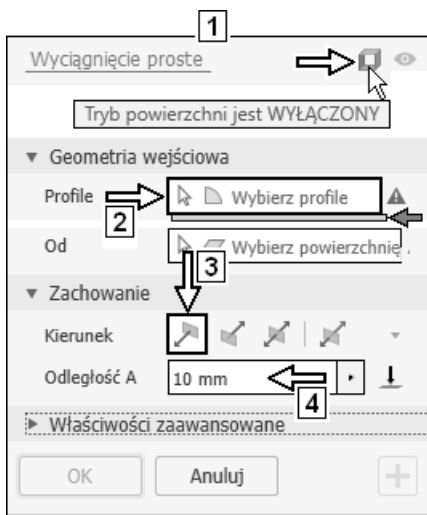 1
Wyciągnięcie proste
Tryb powierzchni jest WYŁĄCZONY
Geometria wejściowa
Profile
Wybierz profile
2
Od
Wybierz powierzchnię
3
Zachowanie
Kierunek
Odległość A
10 mm
4
Właściwości zaawansowane
OK
Anuluj